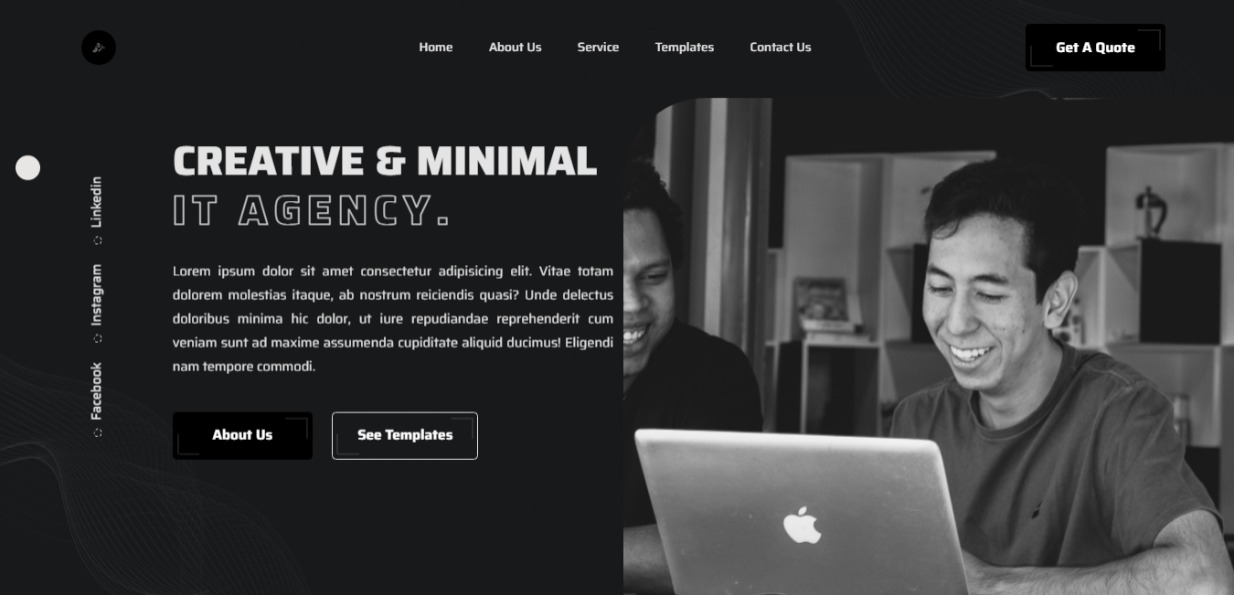 Home About Us Service Templates Contact Us
Get A Quote
CREATIVE & MINIMAL
IT AGENCY.
Linkedin
Instagram
Facebook
Lorem ipsum dolor sit amet consectetur adipisicing elit. Vitae totam
dolorem molestias itaque, ab nostrum reiciendis quasi? Unde delectus
doloribus minima hic dolor, ut iure repudiandae reprehenderit cum
veniam sunt ad maxime assumenda cupiditate aliquid ducimus! Eligendi
nam tempore commodi.
About Us
See Templates